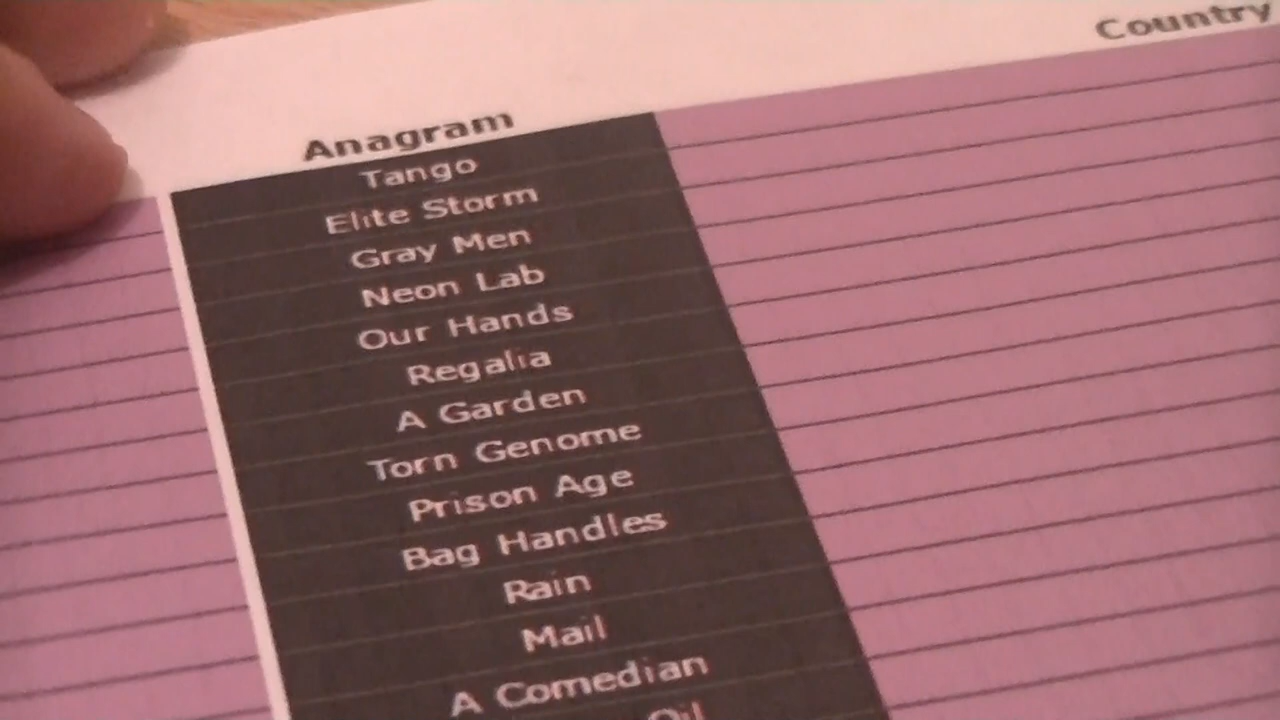 Country
Anagram
Tango
Elite Storm
Gray Men
Neon Lab
Our Hands
Regalia
A Garden
Torn Genome
Prison Age
Bag Handles
Rain
Mail
A Comedian
Oil